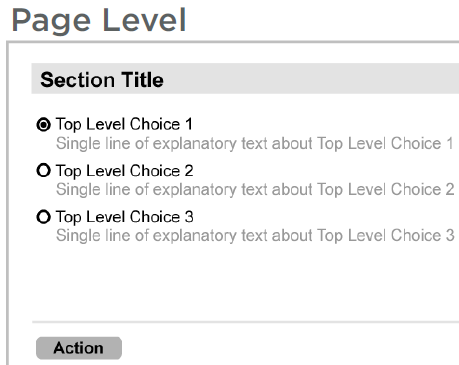 Page Level
Section Title
Top Level Choice 1
Single line of explanatory text about Top Level Choice 1
Top Level Choice 2
Single line of explanatory text about Top Level Choice 2
Top Level Choice 3
Single line of explanatory text about Top Level Choice 3
Action